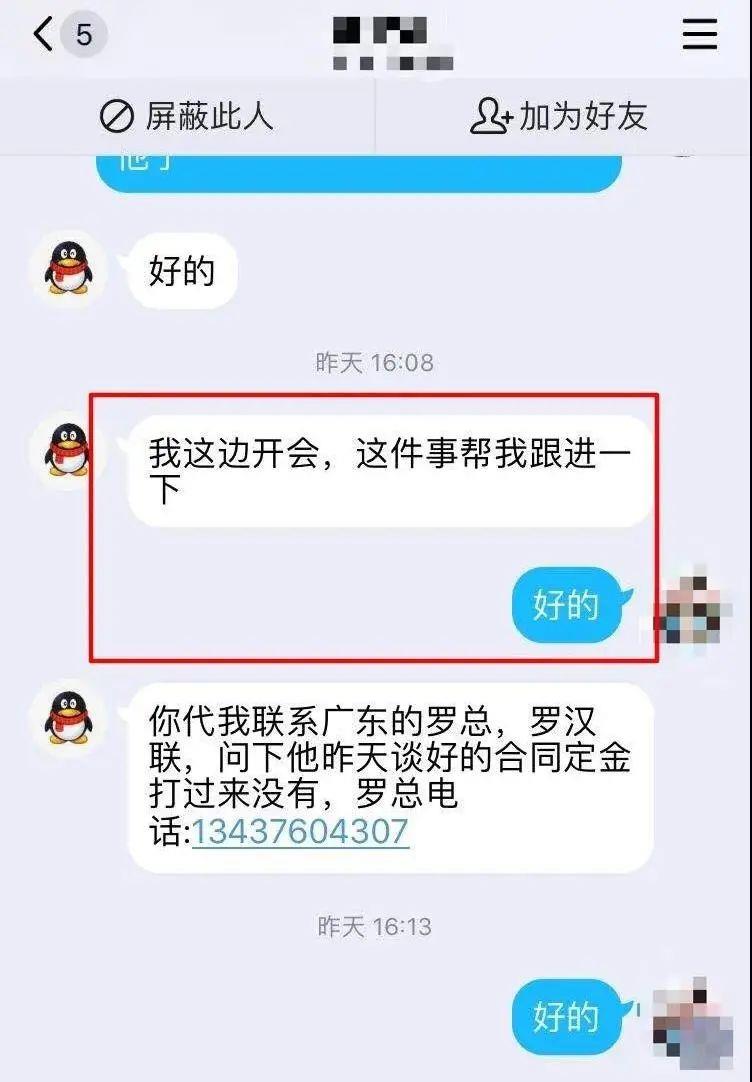 5
屏蔽此人
加为好友
好的
昨天 16:08
我这边开会，这件事帮我跟进一
下
好的
你代我联系广东的罗总，罗汉
联，问下他昨天谈好的合同定金
打过来没有，罗总电
话:13437604307
昨天 16:13
好的